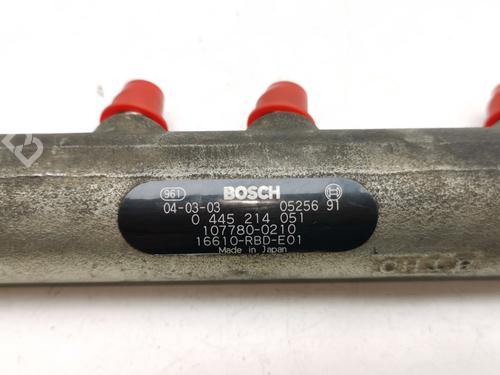 961 BOSCH
04-03-03 05256 91
0 445 214 051
107780-0210
16610-RBD-E01
Made in Japan